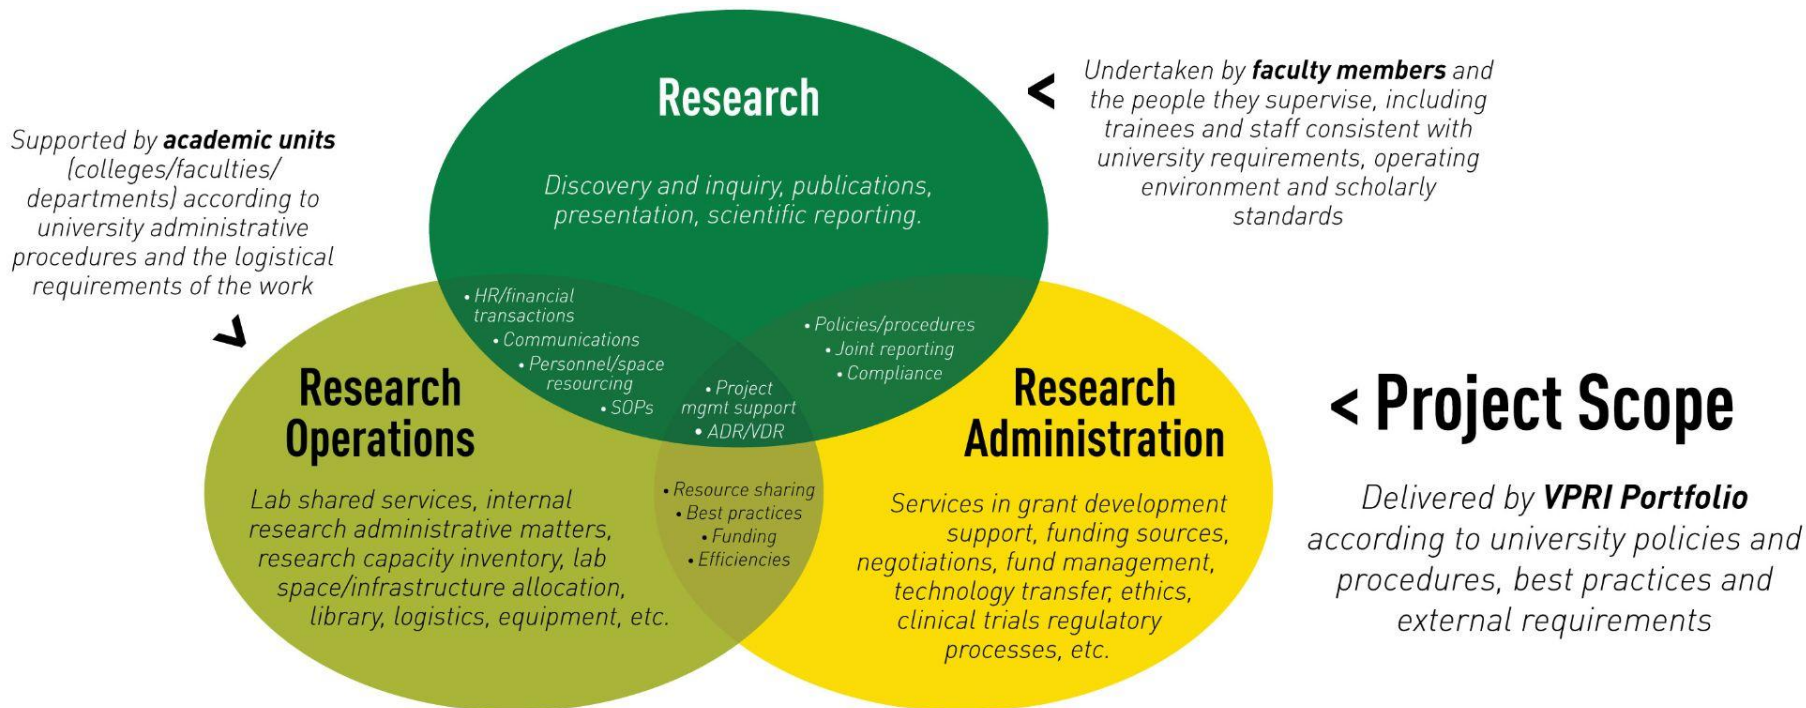 Research
Discovery and inquiry, publications,
presentation, scientific reporting.
< Undertaken by faculty members and
the people they supervise, including
trainees and staff consistent with
university requirements, operating
environment and scholarly
standards
Supported by academic units
(colleges/faculties/
departments) according to
university administrative
procedures and the logistical
requirements of the work
• HR/financial
transactions
• Communications
• Personnel/space
resourcing
• SOPs
• Policies/procedures
• Joint reporting
• Compliance
• Project
mgmt support
• ADR/VDR
Research
Operations
Lab shared services, internal
research administrative matters,
research capacity inventory, lab
space/infrastructure allocation,
library, logistics, equipment, etc.
• Resource sharing
• Best practices
• Funding
• Efficiencies
Research
Administration
Services in grant development
support, funding sources,
negotiations, fund management,
technology transfer, ethics,
clinical trials regulatory
processes, etc.
< Project Scope
Delivered by VPRI Portfolio
according to university policies and
procedures, best practices and
external requirements